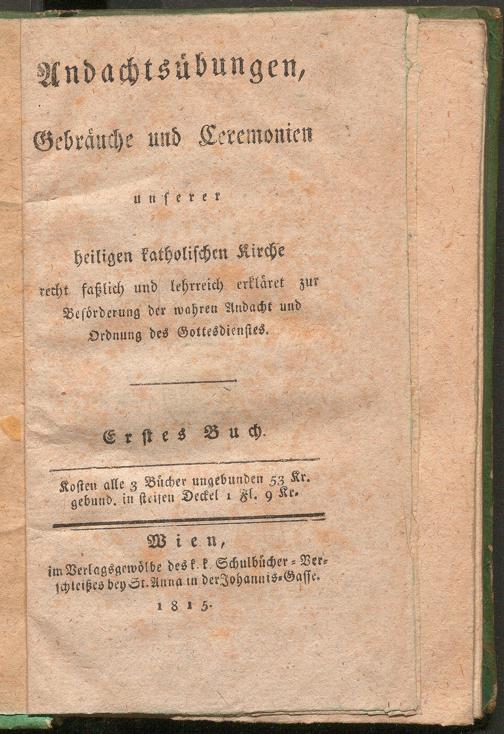 Andachtsübungen,
Gebräuche und Ceremonien
unserer
heiligen katholischen Kirche
recht faßlich und lehrreich erkläret zur
Beförderung der wahren Andacht und
Ordnung des Gottesdienstes.
Erstes Buch.
Kosten alle 3 Bücher ungebunden 53 Kr.
gebund. in steifen Deckel 1 Fl. 9 Kr.
Wien,
im Verlagsgewölbe des k. k. Schulbücher-Ver-
schleißes bey St. Anna in der Johannis-Gasse.
1815.